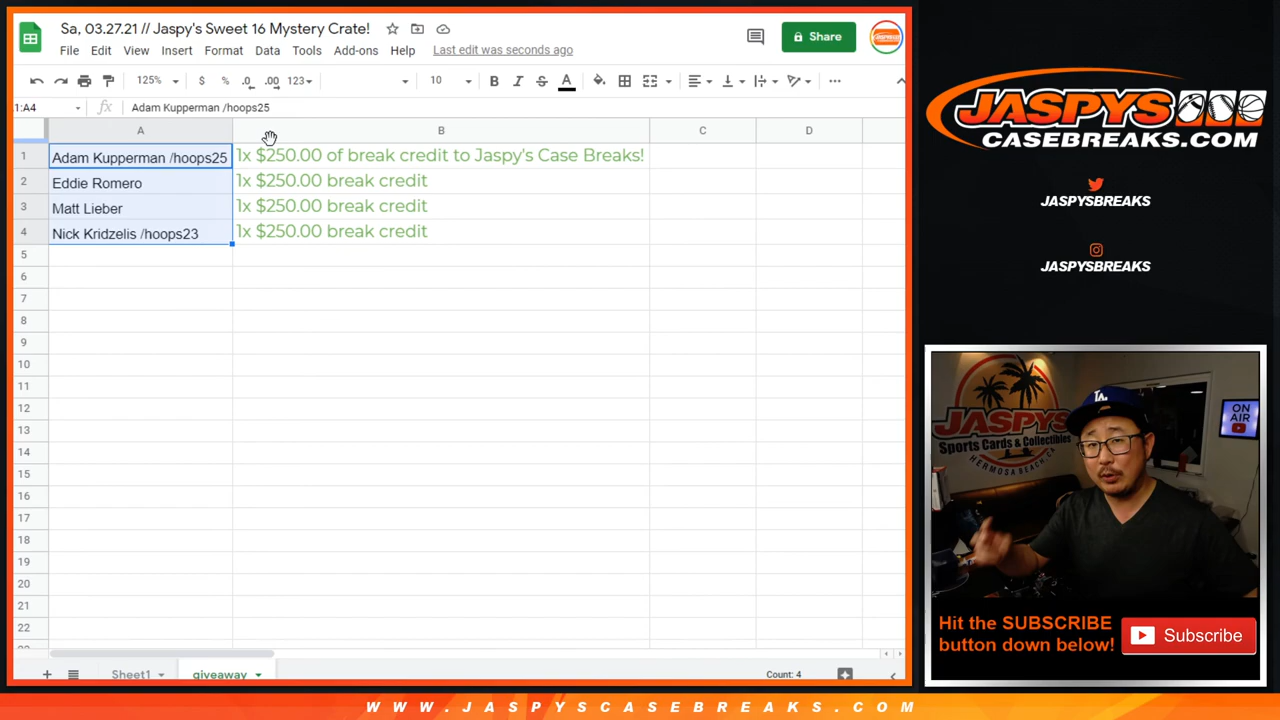 Sa, 03.27.21 // Jaspy's Sweet 16 Mystery Crate!
File Edit View Insert Format Data Tools Add-ons Help Last edit was seconds ago
Share
125% $ % .0 .00 123 10 B I S A
1:A4 fx Adam Kupperman /hoops25
A B C D
1 Adam Kupperman /hoops25 1x $250.00 of break credit to Jaspy's Case Breaks!
2 Eddie Romero 1x $250.00 break credit
3 Matt Lieber 1x $250.00 break credit
4 Nick Kridzelis /hoops23 1x $250.00 break credit
5
6
7
8
9
10
11
12
13
14
15
16
17
18
19
20
21
22
Sheet1 giveaway Count: 4
JASPYS
CASEBREAKS.COM
JASPYSBREAKS
JASPYSBREAKS
JASPYS
Sports Cards & Collectibles
HERMOSA BEACH, CA
LA
ON
AIR
Hit the SUBSCRIBE
button down below!
Subscribe
WWW.JASPYSCASEBREAKS.COM